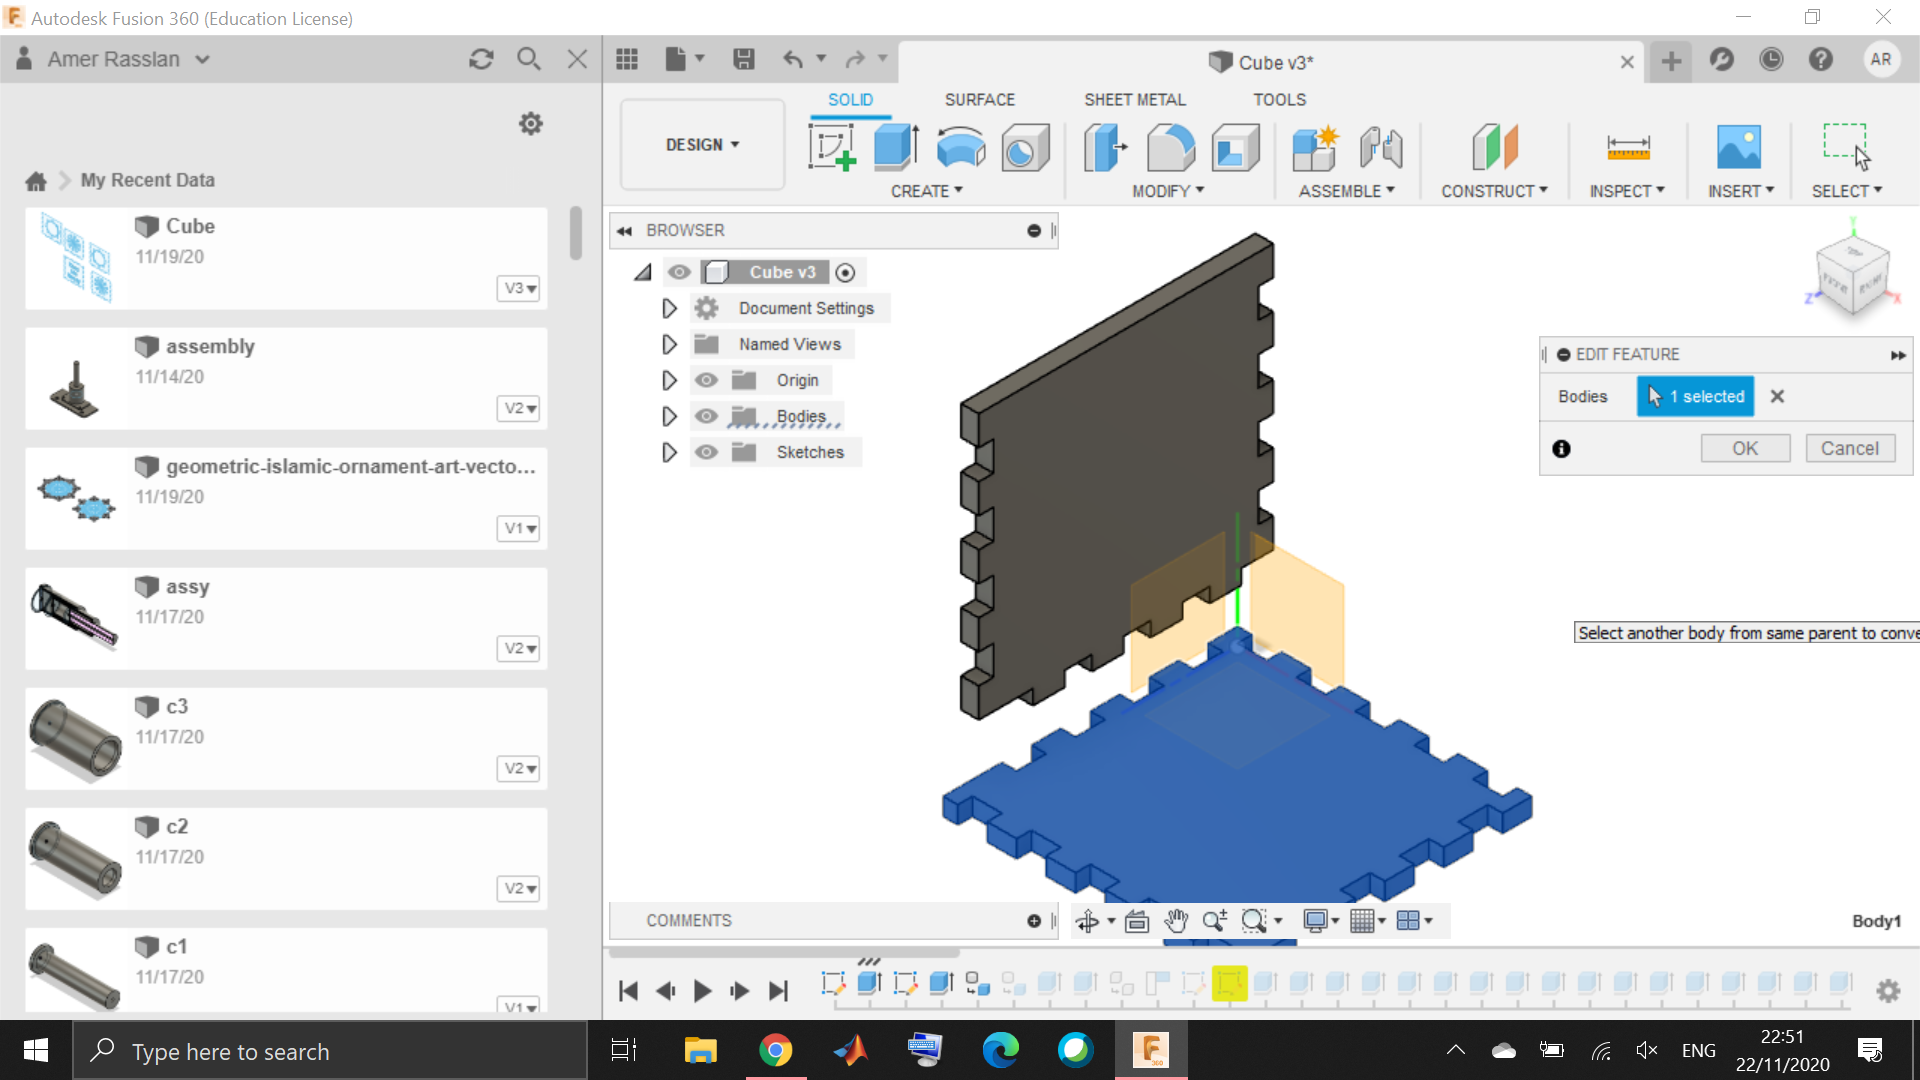 Autodesk Fusion 360 (Education License)
Amer Rasslan
Cube v3*
AR
SOLID
SURFACE
SHEET METAL
TOOLS
DESIGN
CREATE
MODIFY
ASSEMBLE
CONSTRUCT
INSPECT
INSERT
SELECT
My Recent Data
Cube
11/19/20
V3
assembly
11/14/20
V2
geometric-islamic-ornament-art-vecto...
11/19/20
V1
assy
11/17/20
V2
c3
11/17/20
V2
c2
11/17/20
V2
c1
11/17/20
V1
BROWSER
Cube v3
Document Settings
Named Views
Origin
Bodies
Sketches
Y
Z
X
EDIT FEATURE
Bodies
1 selected
OK
Cancel
Select another body from same parent to conve
COMMENTS
Body1
Type here to search
ENG
22:51
22/11/2020